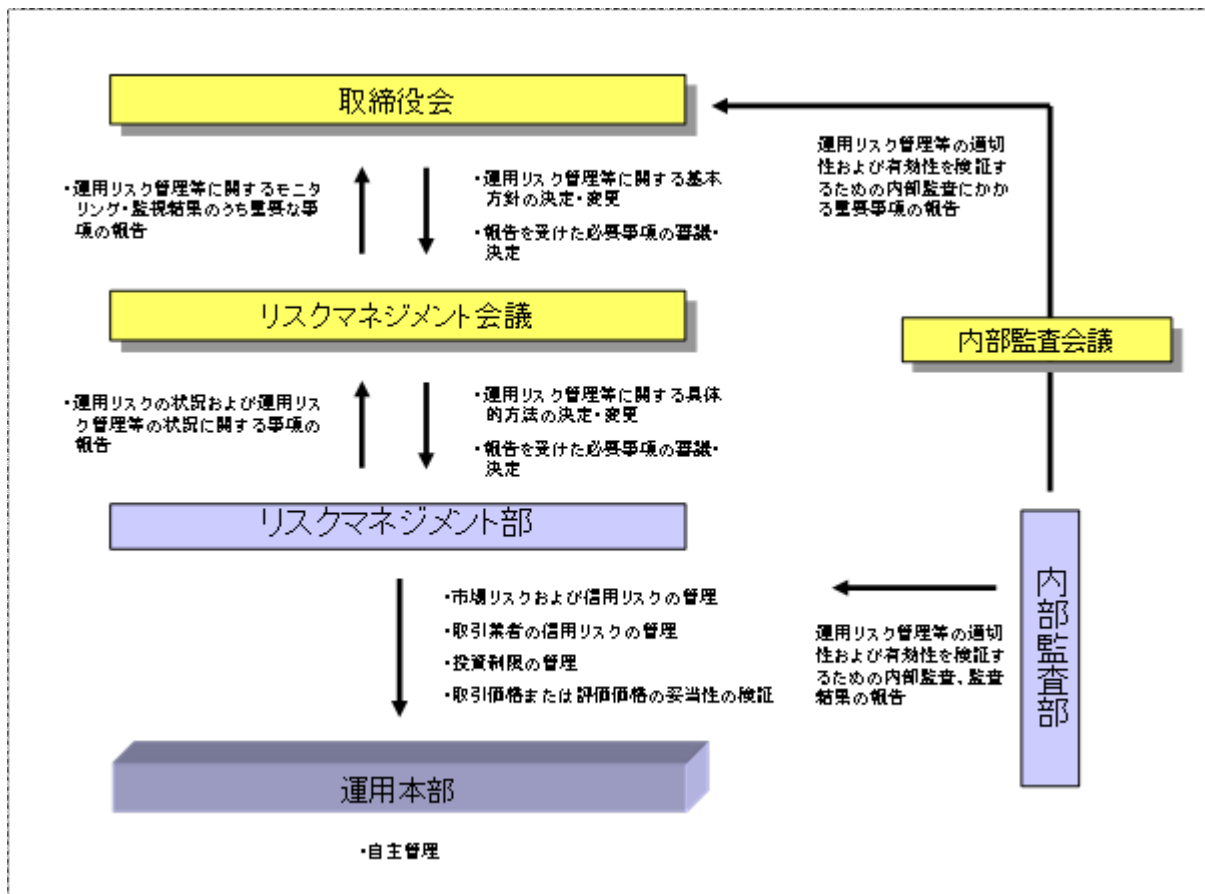 取締役会
・運用リスク管理等に関するモニ
タリング・監視結果のうち重要な事
項の報告
・運用リスク管理等に関する基本
方針の決定・変更
・報告を受けた必要事項の審議・
決定
運用リスク管理等の適切
性および有効性を検証す
るための内部監査にかか
る重要事項の報告
リスクマネジメント会議
内部監査会議
・運用リスクの状況および運用リス
ク管理等の状況に関する事項の
報告
・運用リスク管理等に関する具体
的方法の決定・変更
・報告を受けた必要事項の審議・
決定
リスクマネジメント部
内部監査部
・市場リスクおよび信用リスクの管理
・取引業者の信用リスクの管理
・投資制限の管理
・取引価格または評価価格の妥当性の検証
運用リスク管理等の適切
性および有効性を検証す
るための内部監査、監査
結果の報告
運用本部
・自主管理